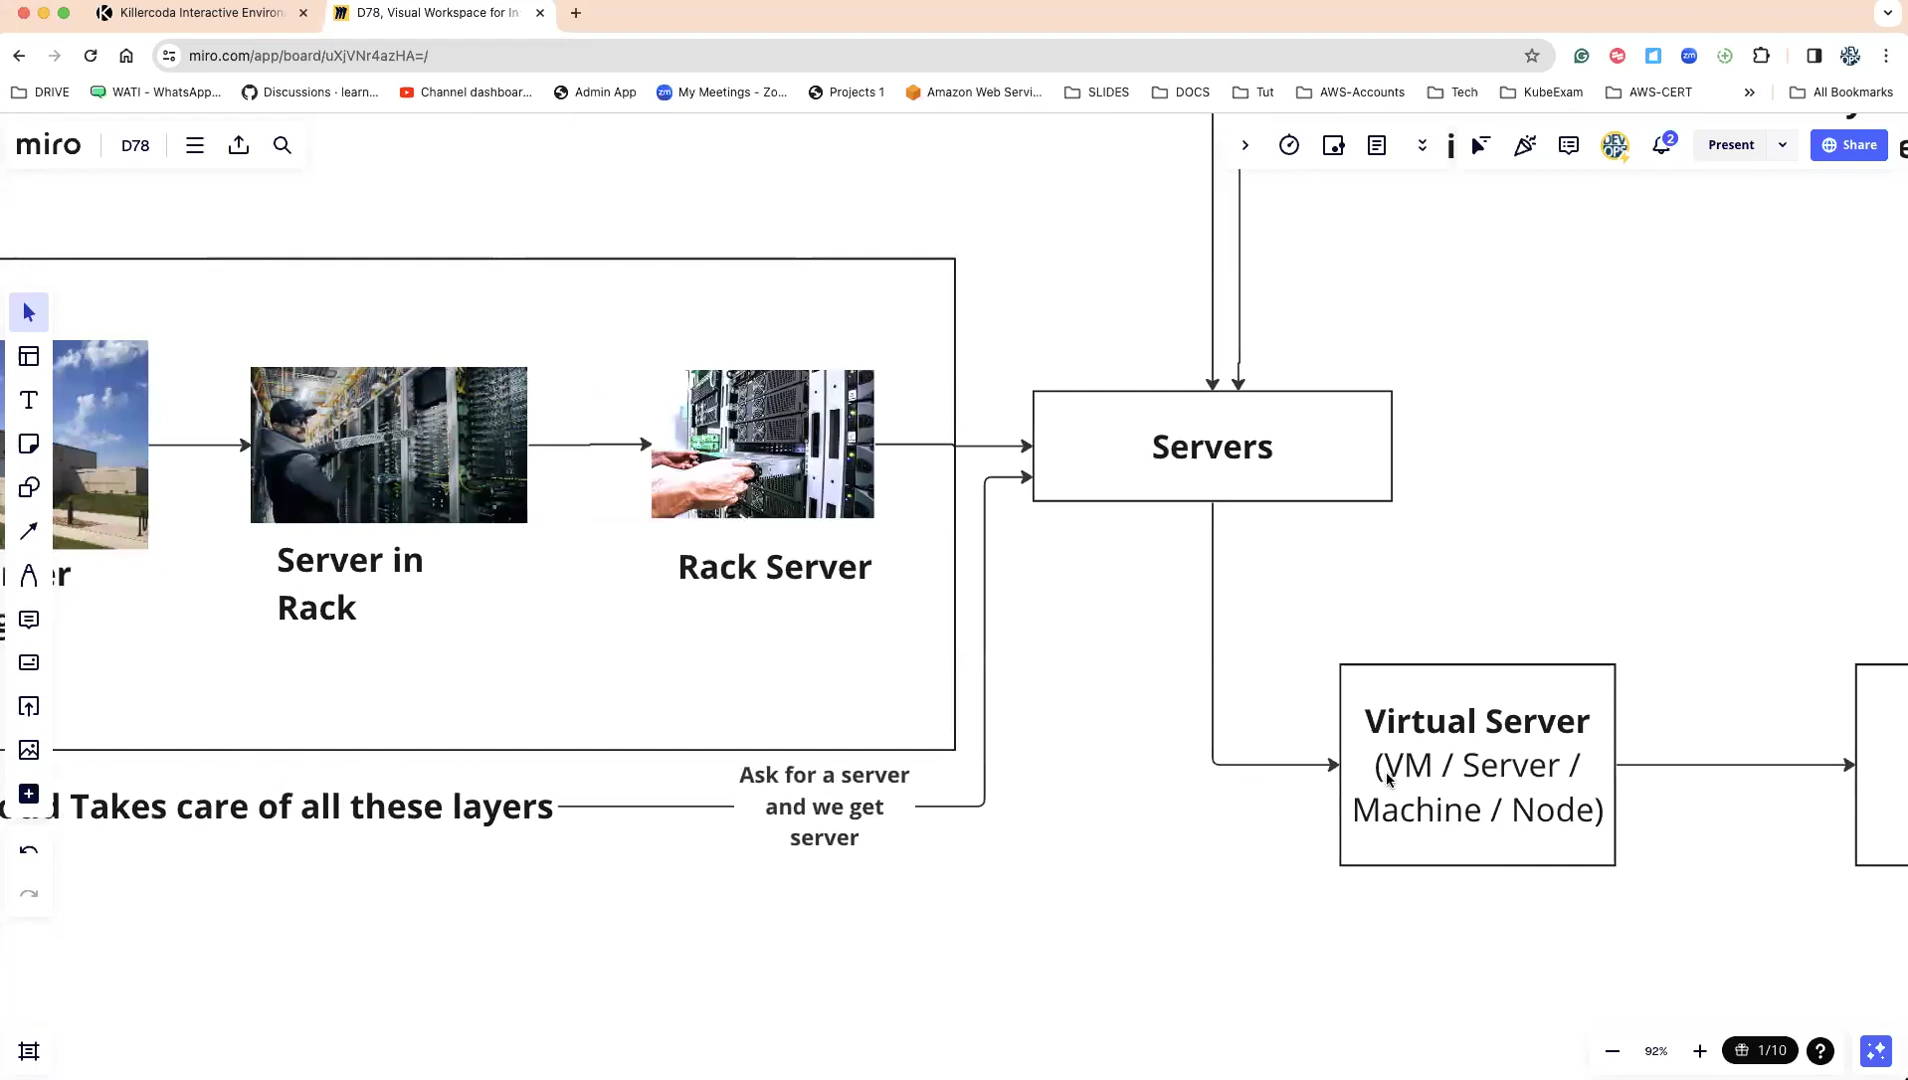 Killercoda Interactive Environ
D78, Visual Workspace for In
miro.com/app/board/uXjVNr4azHA=/
DRIVE
WATI - WhatsApp...
Discussions · learn...
Channel dashboar...
Admin App
My Meetings - Zo...
Projects 1
Amazon Web Servi...
SLIDES
DOCS
Tut
AWS-Accounts
Tech
KubeExam
AWS-CERT
All Bookmarks
miro
D78
2
Present
Share
Servers
Server in
Rack
Rack Server
Virtual Server
(VM / Server /
Machine / Node)
Takes care of all these layers
Ask for a server
and we get
server
92%
1/10